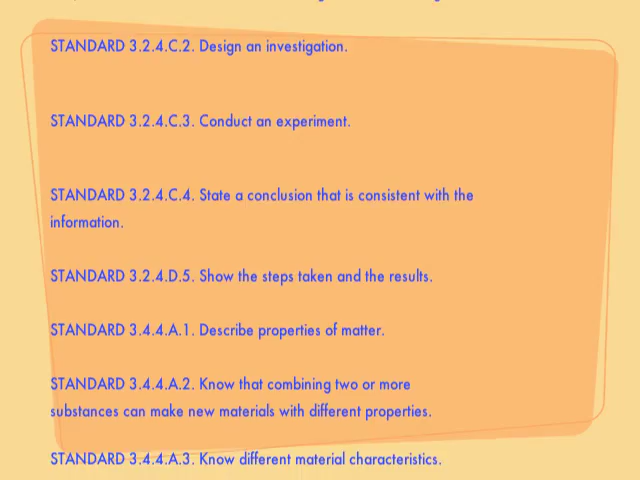 STANDARD 3.2.4.C.2. Design an investigation.
STANDARD 3.2.4.C.3. Conduct an experiment.
STANDARD 3.2.4.C.4. State a conclusion that is consistent with the
information.
STANDARD 3.2.4.D.5. Show the steps taken and the results.
STANDARD 3.4.4.A.1. Describe properties of matter.
STANDARD 3.4.4.A.2. Know that combining two or more
substances can make new materials with different properties.
STANDARD 3.4.4.A.3. Know different material characteristics.